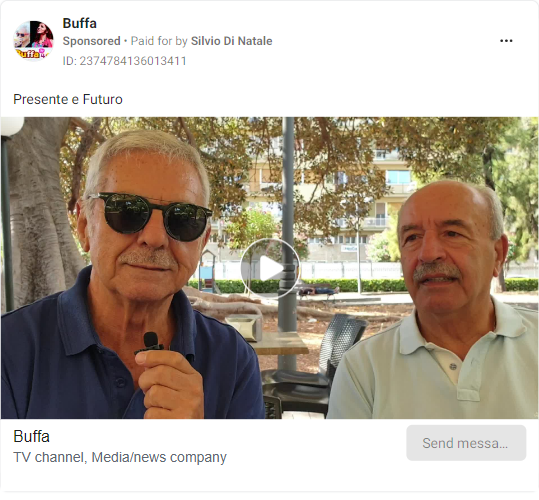 Buffa
Sponsored • Paid for by Silvio Di Natale
ID: 2374784136013411
Presente e Futuro
Buffa
TV channel, Media/news company
Send messa...